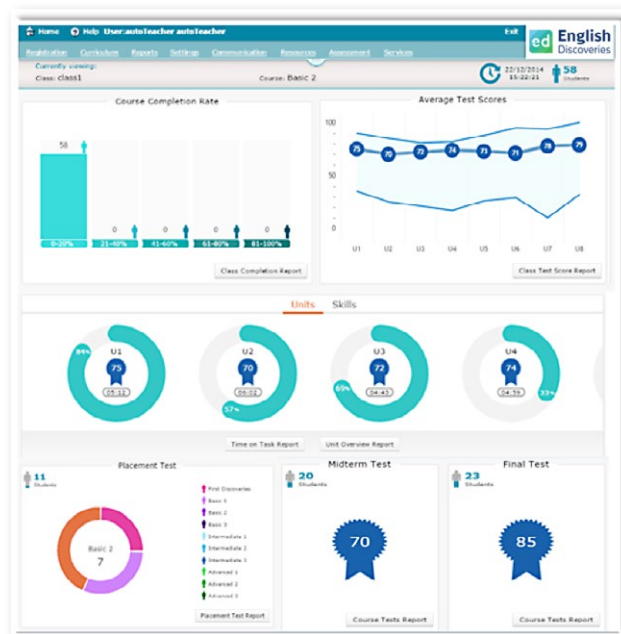 Home Help User:autoTeacher autoTeacher Exit
ed English Discoveries
Registration Curriculum Reports Settings Communication Resources Assessment Services
Currently viewing:
Class: class1 Course: Basic 2 22/12/2014 15:22:21 58 Students
Course Completion Rate
58 0 0 0 0
0-20% 21-40% 41-60% 61-80% 81-100%
Class Completion Report
Average Test Scores
100
50
0
75 70 72 74 73 71 78 79
U1 U2 U3 U4 U5 U6 U7 U8
Class Test Score Report
Units Skills
U1 U2 U3 U4
84% 75 70 72 74
05:12 06:02 04:43 04:59
57% 69% 33%
Time on Task Report Unit Overview Report
Placement Test
11
Students
Basic 2
7
First Discoveries
Basic 1
Basic 2
Basic 3
Intermediate 1
Intermediate 2
Intermediate 3
Advanced 1
Advanced 2
Advanced 3
Placement Test Report
Midterm Test
20
Students
70
Course Tests Report
Final Test
23
Students
85
Course Tests Report